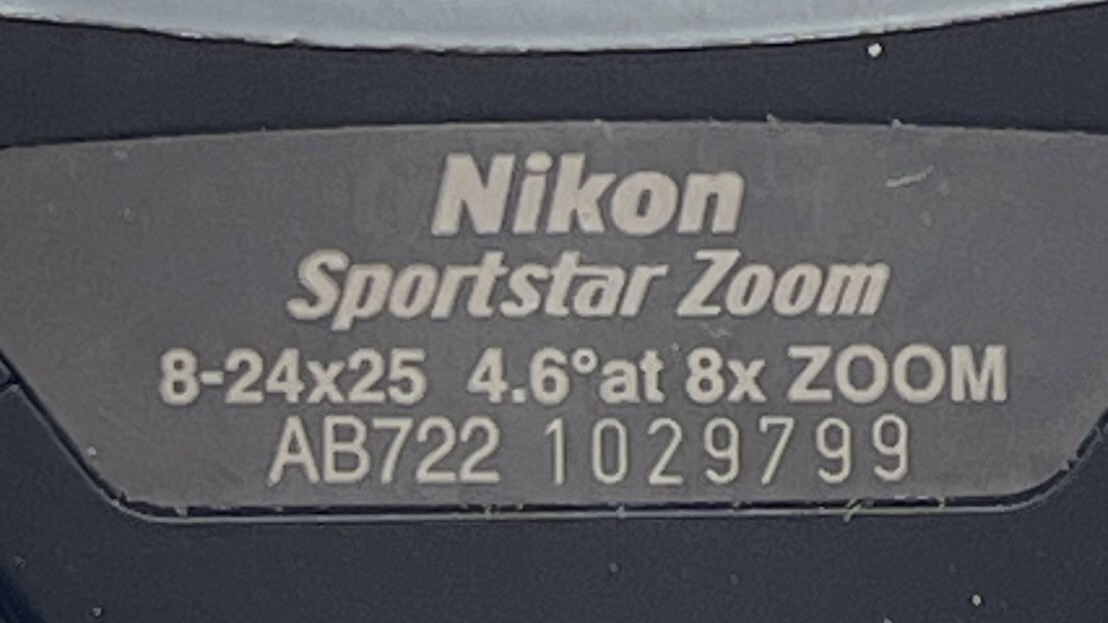 Nikon
Sportstar Zoom
8-24x25 4.6°at 8x ZOOM
AB722 1029799